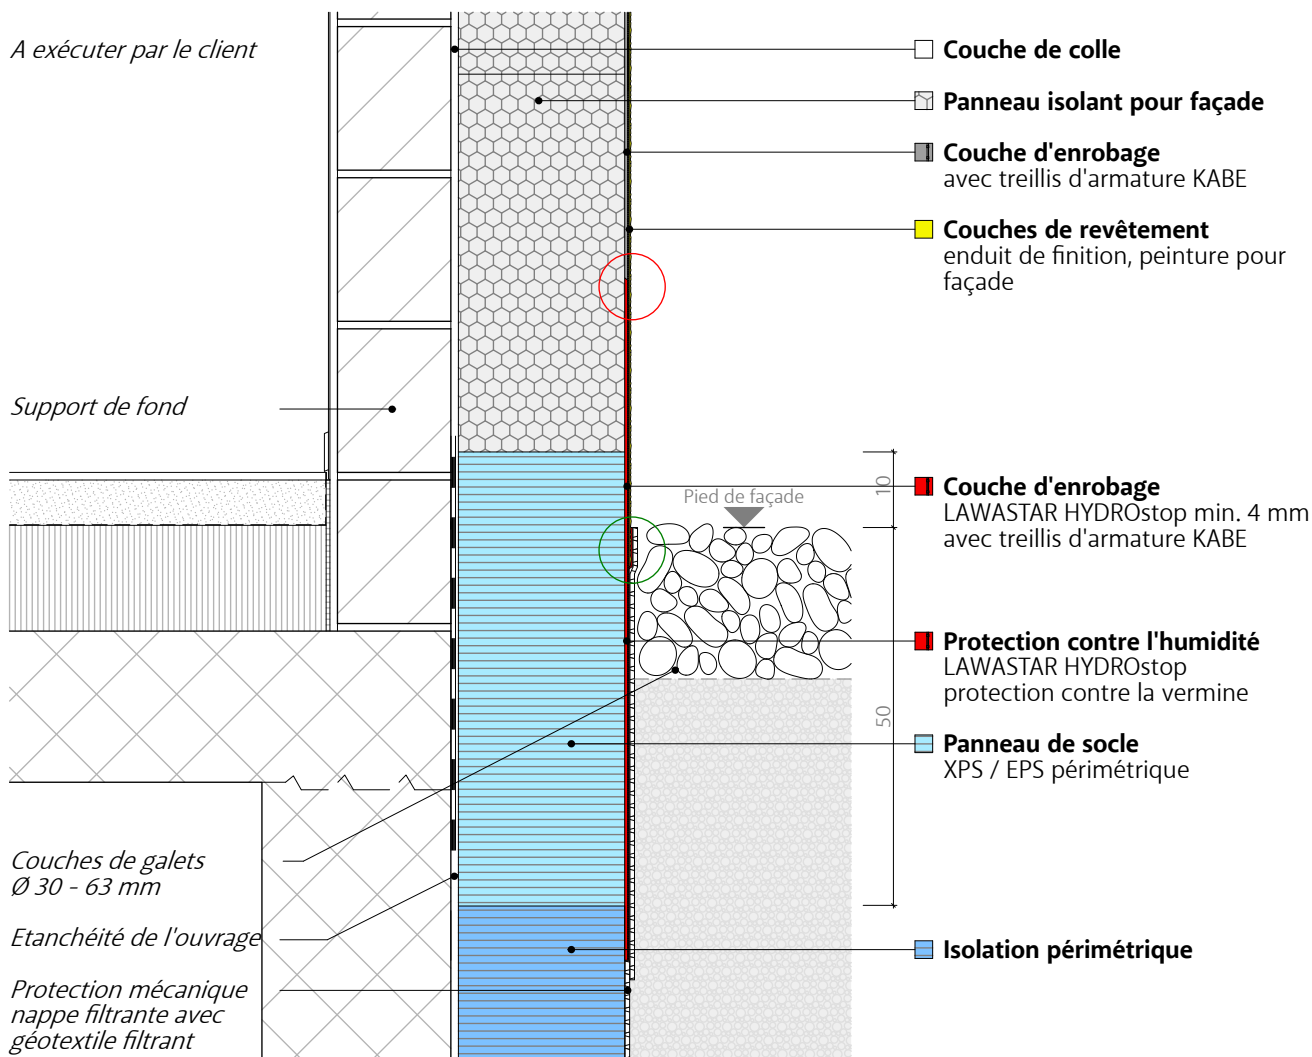 A exécuter par le client
Couche de colle
Panneau isolant pour façade
Couche d'enrobage
avec treillis d'armature KABE
Couches de revêtement
enduit de finition, peinture pour
façade
Support de fond
Pied de façade
10
Couche d'enrobage
LAWASTAR HYDROstop min. 4 mm
avec treillis d'armature KABE
Protection contre l'humidité
LAWASTAR HYDROstop
protection contre la vermine
50
Panneau de socle
XPS / EPS périmétrique
Couches de galets
Ø 30 - 63 mm
Etanchéité de l'ouvrage
Isolation périmétrique
Protection mécanique
nappe filtrante avec
géotextile filtrant